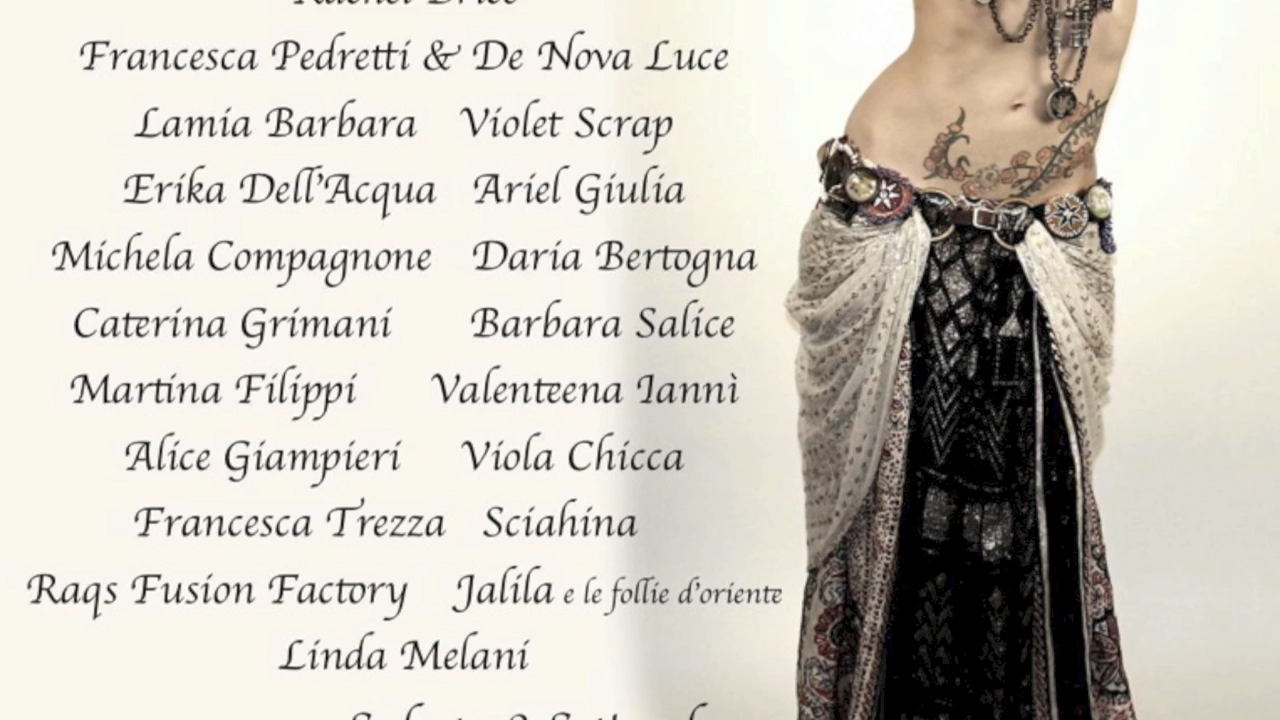 Francesca Pedretti & De Nova Luce
Lamia Barbara Violet Scrap
Erika Dell'Acqua Ariel Giulia
Michela Compagnone Daria Bertogna
Caterina Grimani Barbara Salice
Martina Filippi Valenteena Iannì
Alice Giampieri Viola Chicca
Francesca Trezza Sciahina
Raqs Fusion Factory Jalila e le follie d'oriente
Linda Melani